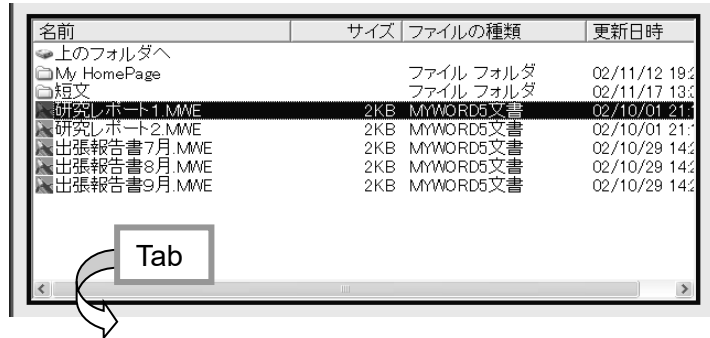 名前 サイズ ファイルの種類 更新日時
上のフォルダへ
My HomePage ファイル フォルダ 02/11/12 19:2
短文 ファイル フォルダ 02/11/17 13:
研究レポート1.MWE 2KB MYWORD5文書 02/10/01 21:
研究レポート2.MWE 2KB MYWORD5文書 02/10/01 21:
出張報告書7月.MWE 2KB MYWORD5文書 02/10/29 14:2
出張報告書8月.MWE 2KB MYWORD5文書 02/10/29 14:2
出張報告書9月.MWE 2KB MYWORD5文書 02/10/29 14:2
Tab